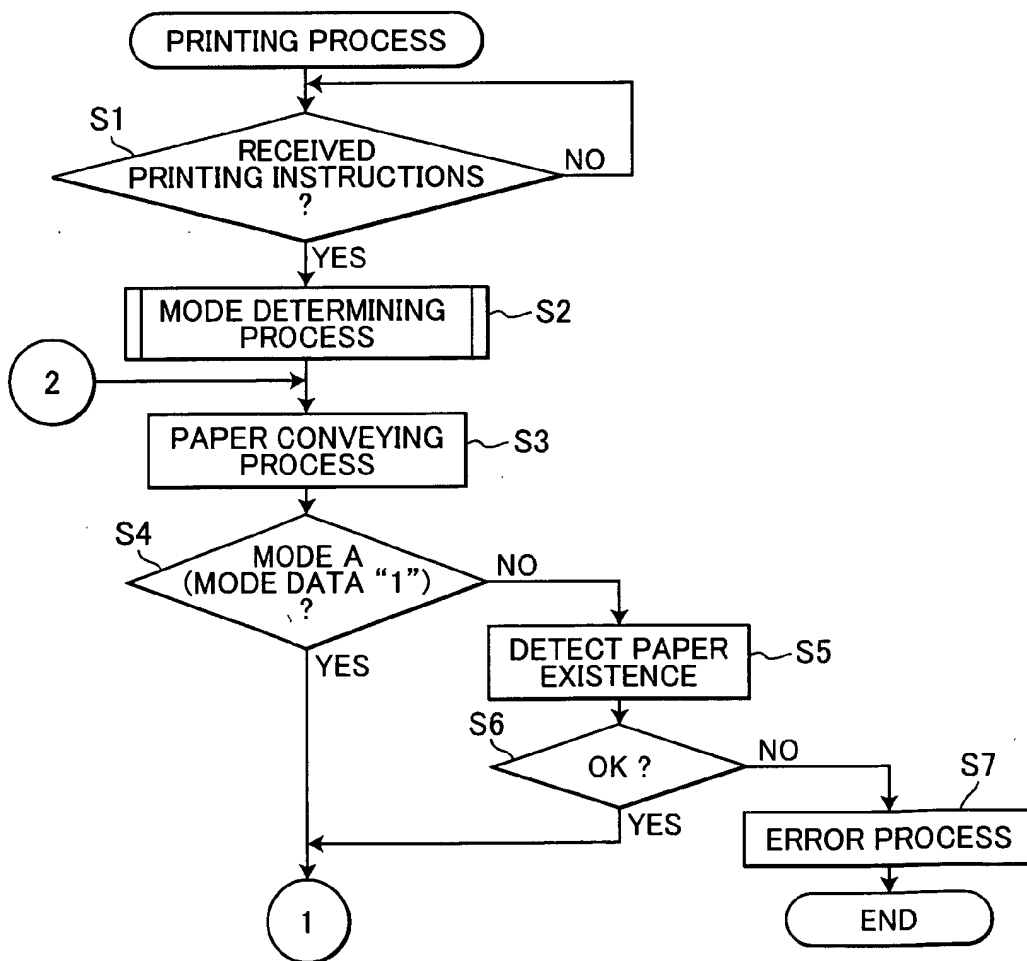 PRINTING PROCESS
S1
RECEIVED
PRINTING INSTRUCTIONS
?
NO
YES
MODE DETERMINING
PROCESS
S2
2
PAPER CONVEYING
PROCESS
S3
S4
MODE A
(MODE DATA “1”)
?
NO
YES
DETECT PAPER
EXISTENCE
S5
S6
OK ?
NO
YES
S7
ERROR PROCESS
END
1